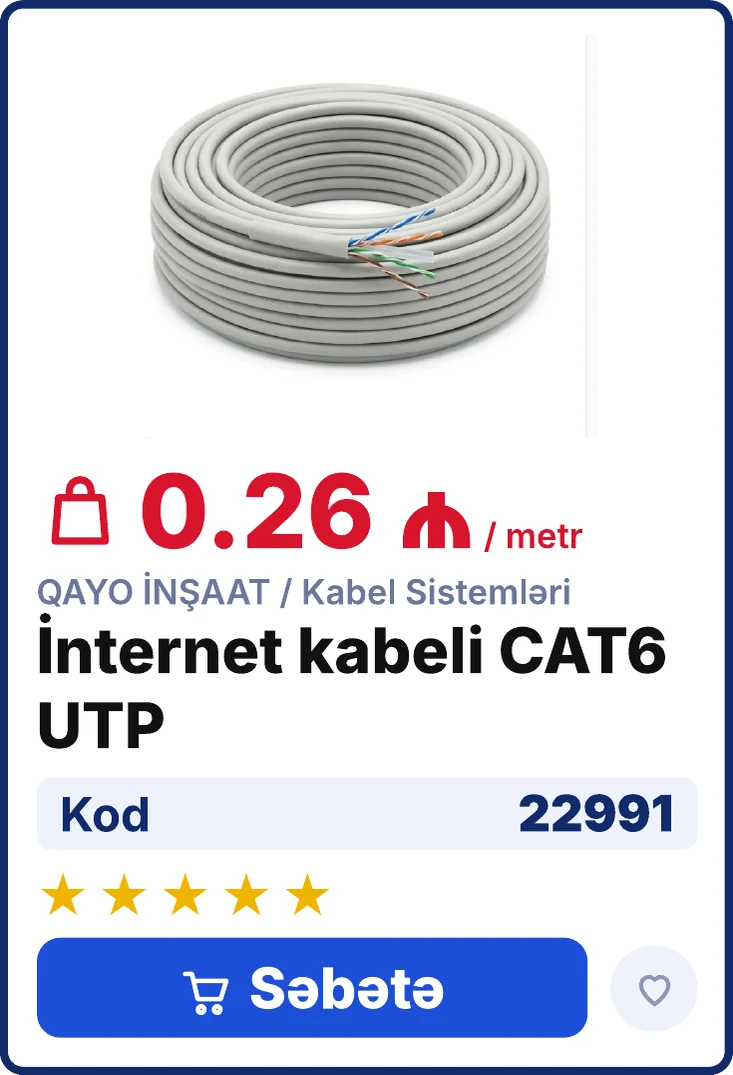 0.26 ₼ / metr
QAYO İNŞAAT / Kabel Sistemləri
İnternet kabeli CAT6
UTP
Kod 22991
Səbətə